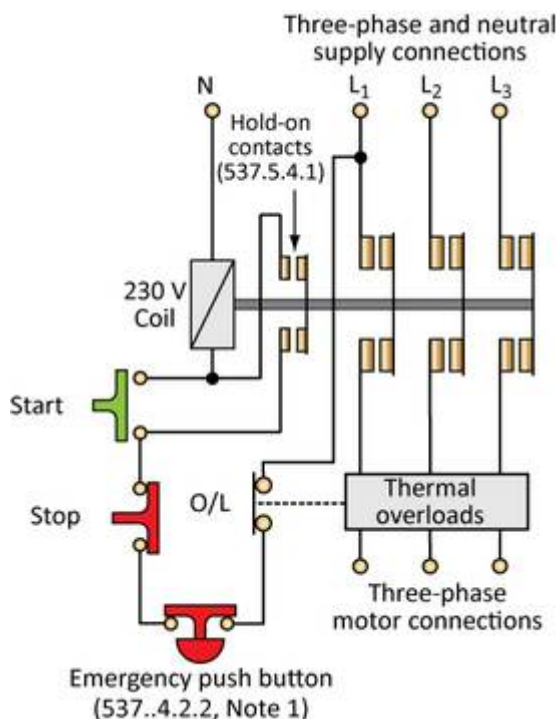 Three-phase and neutral
supply connections
N
L₁
L₂
L₃
Hold-on
contacts
(537.5.4.1)
230 V
Coil
Start
Stop
O/L
Thermal
overloads
Three-phase
motor connections
Emergency push button
(537..4.2.2, Note 1)